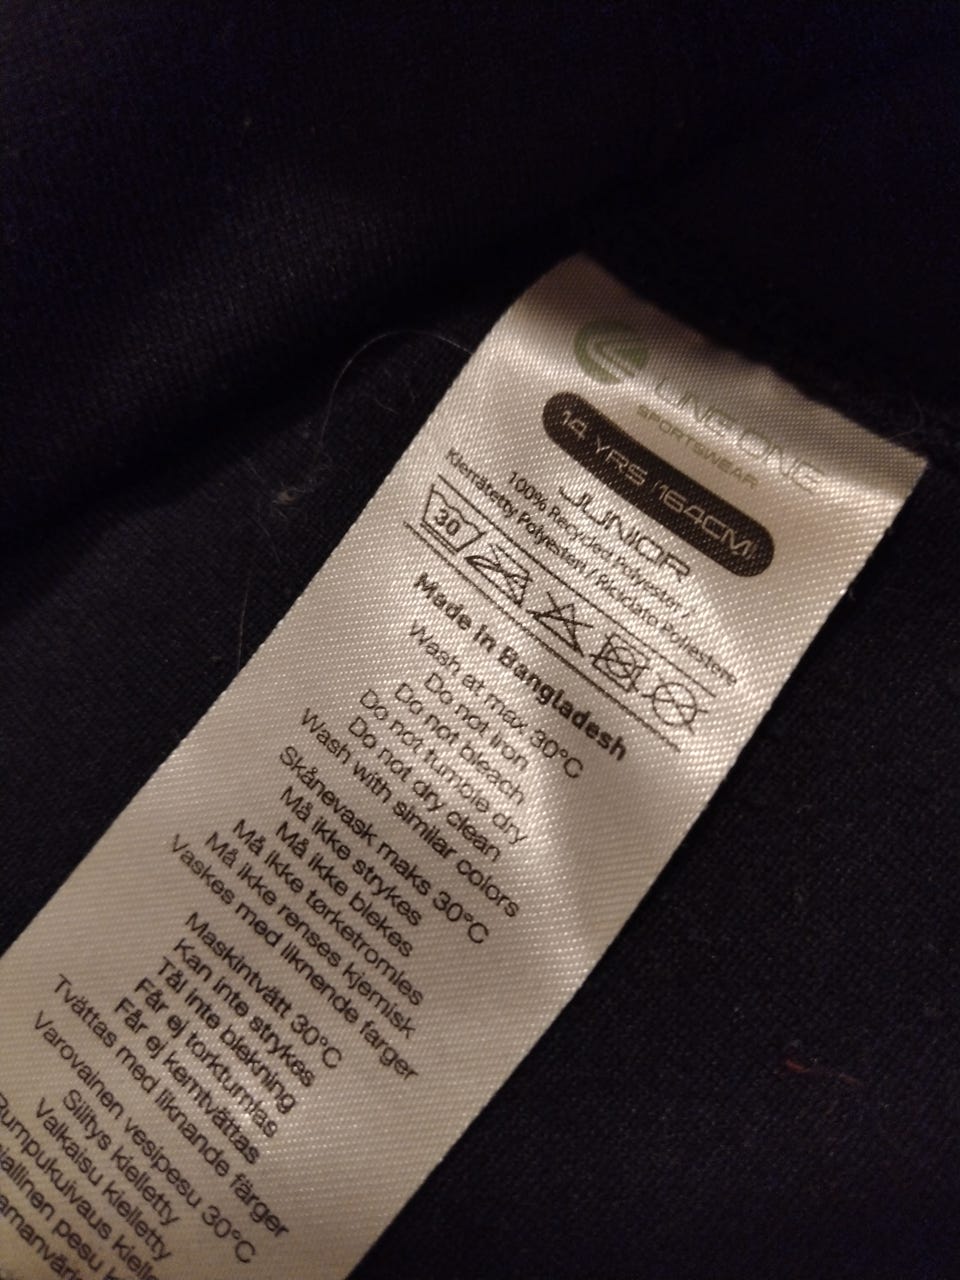 LINE ONE
SPORTSWEAR
14 YRS /164CM
JUNIOR
100% Recycled Polyester /
Kierrätetty Polyesteri / Riciclato Poliestere
30
Made in Bangladesh
Wash at max 30°C
Do not iron
Do not bleach
Do not tumble dry
Do not dry clean
Wash with similar colors
Skånevask maks 30°C
Må ikke strykes
Må ikke blekes
Må ikke tørketromles
Må ikke renses kjemisk
Vaskes med liknende farger
Maskintvätt 30°C
Kan inte strykes
Tål inte blekning
Får ej torktumlas
Får ej kemtvättas
Tvättas med liknande färger
Varovainen vesipesu 30°C
Silitys kielletty
Valkaisu kielletty